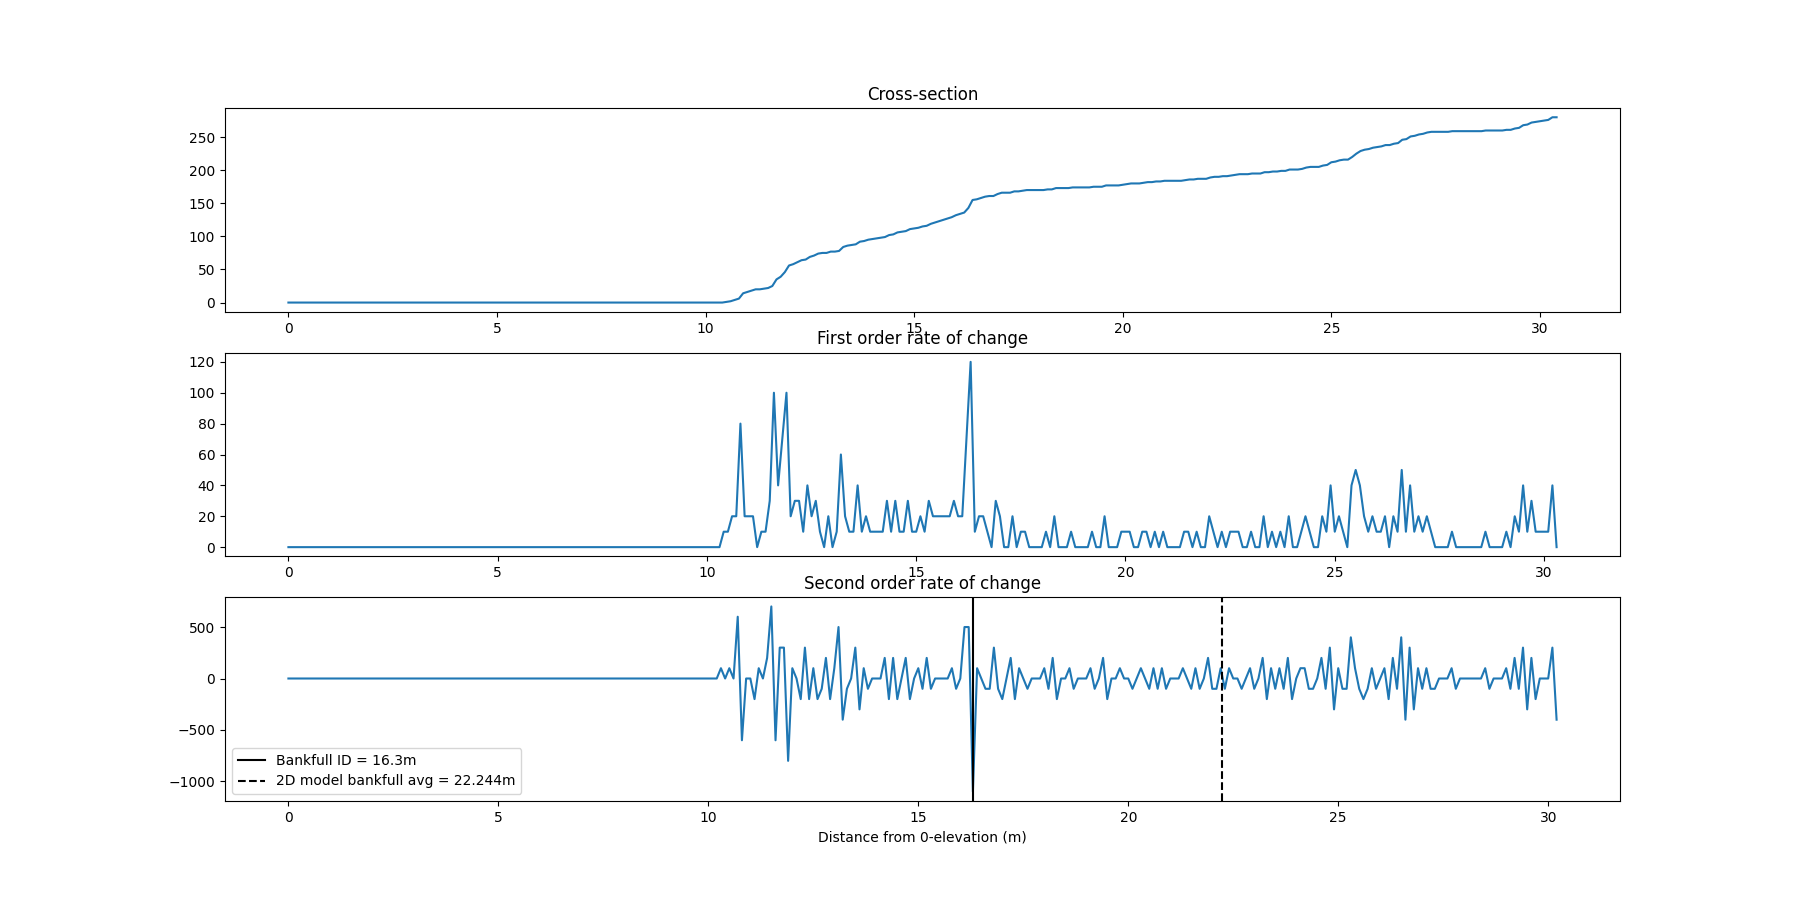 Cross-section
250
200
150
100
50
0
0 5 10 15 20 25 30
First order rate of change
120
100
80
60
40
20
0
0 5 10 15 20 25 30
Second order rate of change
500
0
−500
−1000
Bankfull ID = 16.3m
2D model bankfull avg = 22.244m
0 5 10 15 20 25 30
Distance from 0-elevation (m)